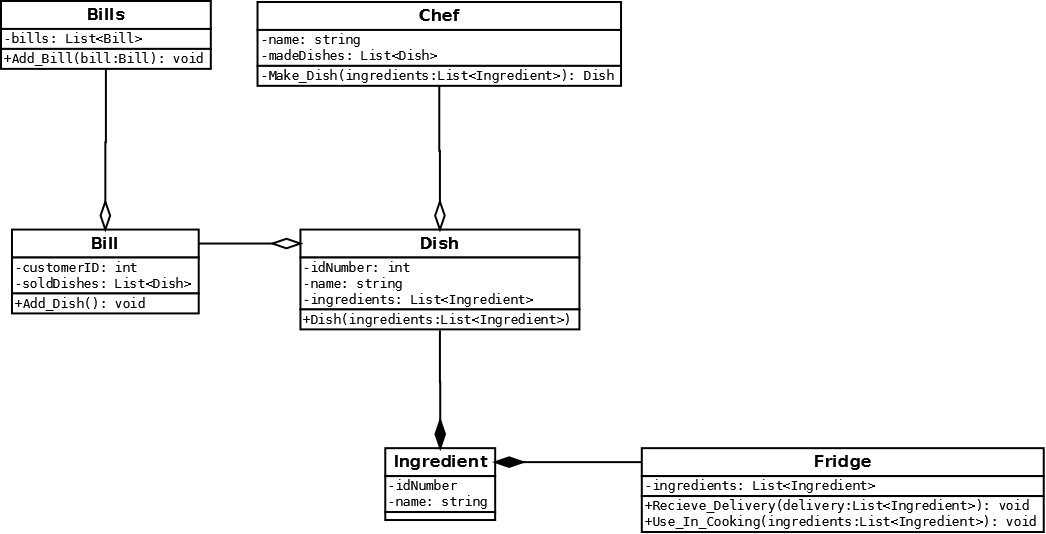 Bills
-bills: List<Bill>
+Add_Bill(bill:Bill): void
Chef
-name: string
-madeDishes: List<Dish>
-Make_Dish(ingredients:List<Ingredient>): Dish
Bill
-customerID: int
-soldDishes: List<Dish>
+Add_Dish(): void
Dish
-idNumber: int
-name: string
-ingredients: List<Ingredient>
+Dish(ingredients:List<Ingredient>)
Ingredient
-idNumber
-name: string
Fridge
-ingredients: List<Ingredient>
+Recieve_Delivery(delivery:List<Ingredient>): void
+Use_In_Cooking(ingredients:List<Ingredient>): void